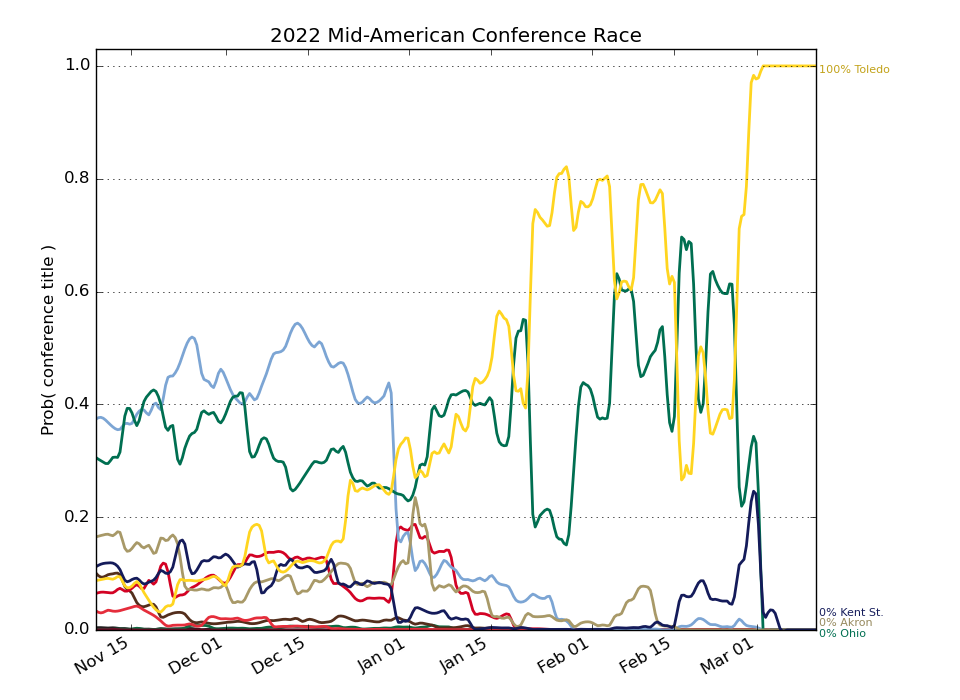 2022 Mid-American Conference Race
Prob( conference title )
1.0
0.8
0.6
0.4
0.2
0.0
100% Toledo
0% Kent St.
0% Akron
0% Ohio
Nov 15
Dec 01
Dec 15
Jan 01
Jan 15
Feb 01
Feb 15
Mar 01